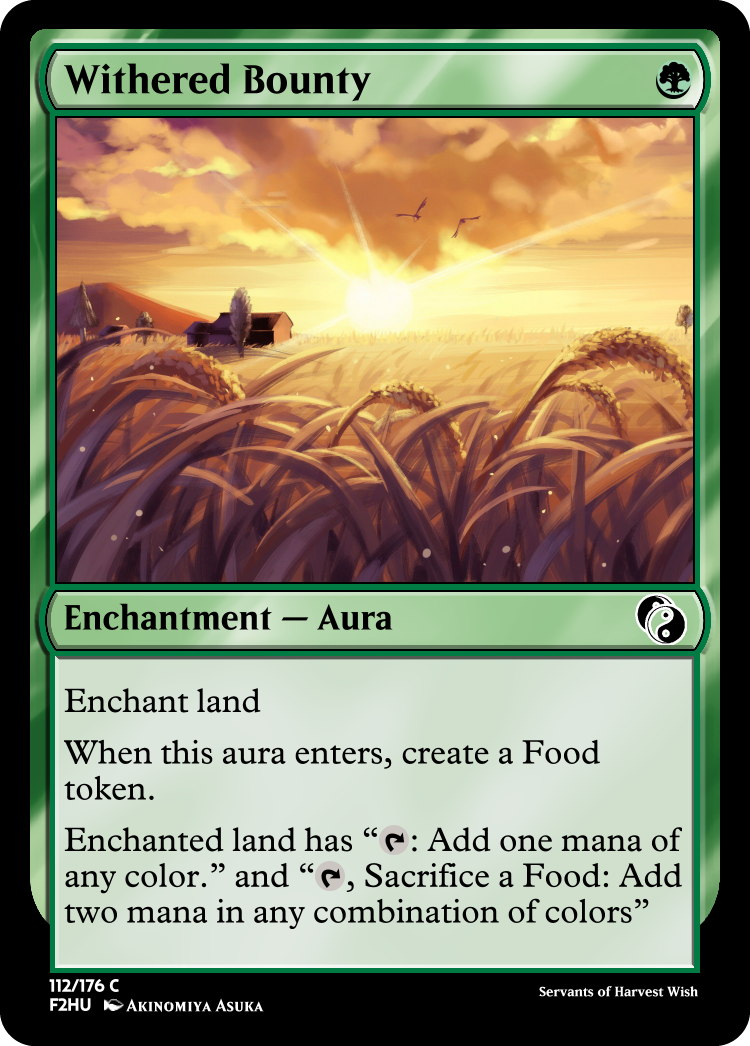 Withered Bounty
Enchantment — Aura
Enchant land
When this aura enters, create a Food
token.
Enchanted land has “: Add one mana of
any color.” and “, Sacrifice a Food: Add
two mana in any combination of colors”
112/176 C
F2HU Akinomiya Asuka
Servants of Harvest Wish